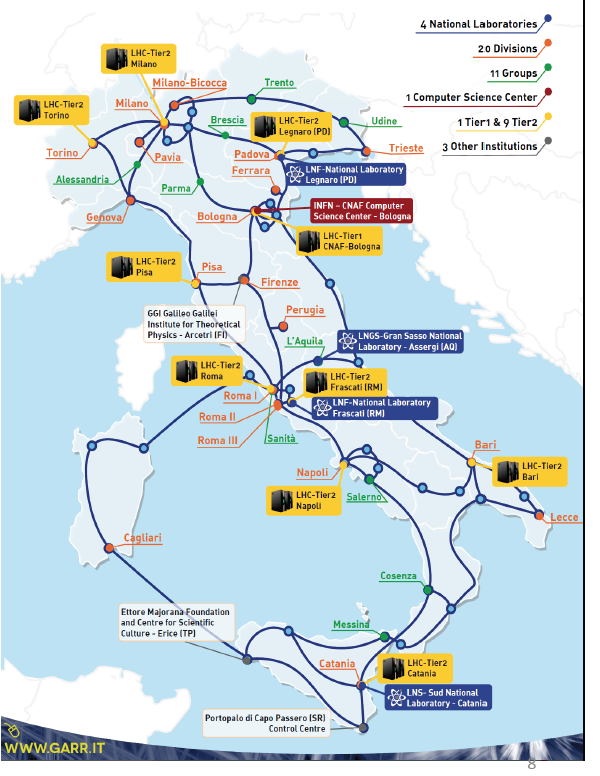 4 National Laboratories
20 Divisions
11 Groups
1 Computer Science Center
1 Tier1 & 9 Tier2
3 Other Institutions
LHC-Tier2
Milano
Milano-Bicocca
Trento
LHC-Tier2
Torino
Milano
Brescia
LHC-Tier2
Legnaro (PD)
Udine
Torino
Pavia
Padova
Trieste
Ferrara
LNF-National Laboratory
Legnaro (PD)
Alessandria
Parma
Genova
Bologna
INFN - CNAF Computer
Science Center - Bologna
LHC-Tier1
CNAF-Bologna
LHC-Tier2
Pisa
Pisa
Firenze
GGI Galileo Galilei
Institute for Theoretical
Physics - Arcetri (FI)
Perugia
L'Aquila
LNGS-Gran Sasso National
Laboratory - Assergi (AQ)
LHC-Tier2
Roma
LHC-Tier2
Frascati (RM)
Roma I
LNF-National Laboratory
Frascati (RM)
Roma II
Roma III
Sanità
Bari
Napoli
LHC-Tier2
Bari
LHC-Tier2
Napoli
Salerno
Lecce
Cagliari
Cosenza
Ettore Majorana Foundation
and Centre for Scientific
Culture - Erice (TP)
Messina
Catania
LHC-Tier2
Catania
LNS- Sud National
Laboratory - Catania
Portopalo di Capo Passero (SR)
Control Centre
WWW.GARR.IT
8